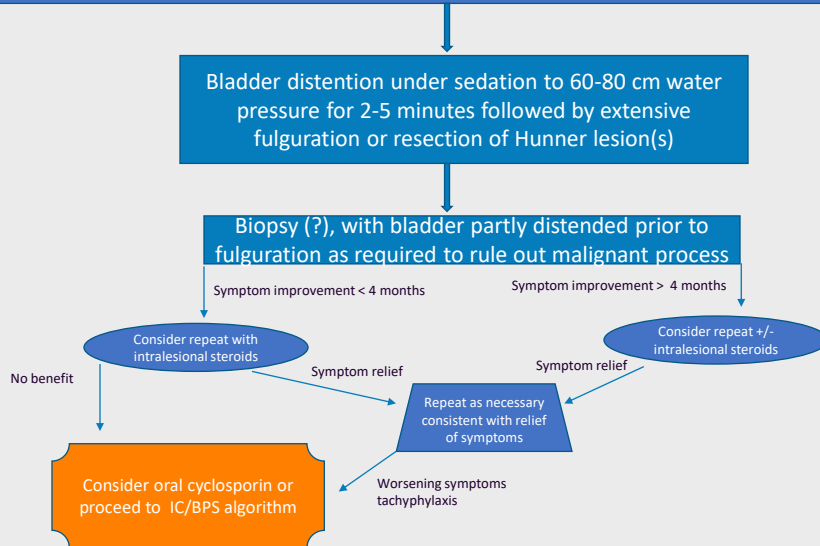 Bladder distention under sedation to 60-80 cm water
pressure for 2-5 minutes followed by extensive
fulguration or resection of Hunner lesion(s)
Biopsy (?), with bladder partly distended prior to
fulguration as required to rule out malignant process
Symptom improvement < 4 months
Symptom improvement > 4 months
Consider repeat with
intralesional steroids
Consider repeat +/-
intralesional steroids
No benefit
Symptom relief
Symptom relief
Repeat as necessary
consistent with relief
of symptoms
Consider oral cyclosporin or
proceed to IC/BPS algorithm
Worsening symptoms
tachyphylaxis